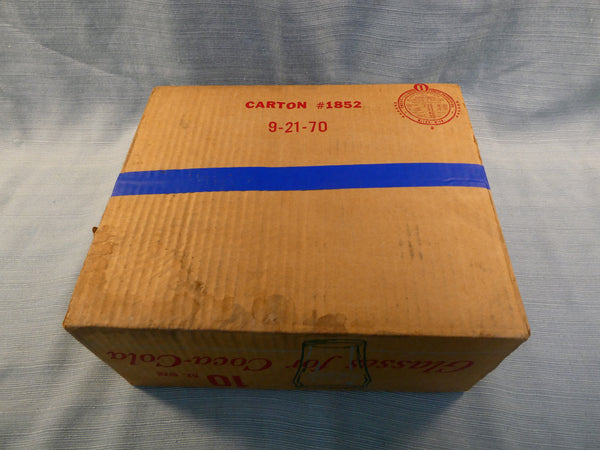 CARTON #1852
9-21-70
Glasses for Coca-Cola
10